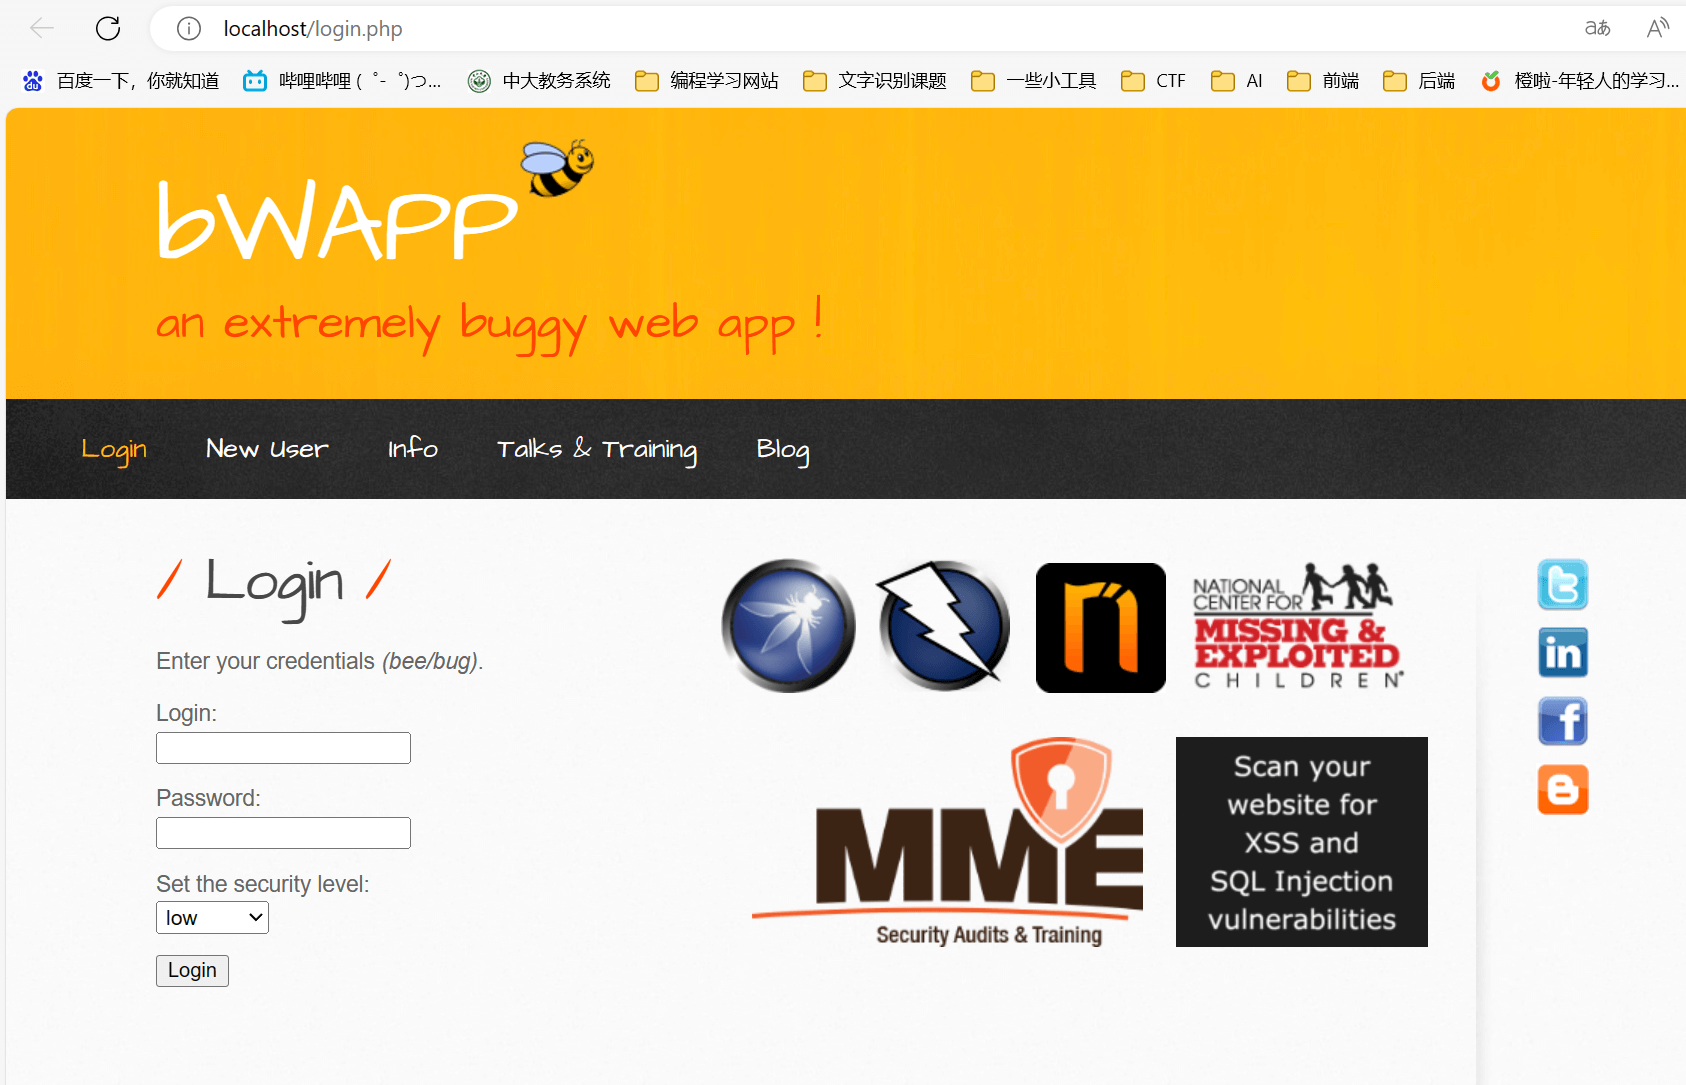 localhost/login.php
aあ A
百度一下，你就知道 哔哩哔哩 ( ゜- ゜)つ... 中大教务系统 编程学习网站 文字识别课题 一些小工具 CTF AI 前端 后端 橙啦-年轻人的学习...
bWAPP
an extremely buggy web app !
Login New User Info Talks & Training Blog
/ Login /
Enter your credentials (bee/bug).
Login:
Password:
Set the security level:
low
Login
n
NATIONAL
CENTER FOR
MISSING &
EXPLOITED
CHILDREN®
MME
Security Audits & Training
Scan your
website for
XSS and
SQL Injection
vulnerabilities